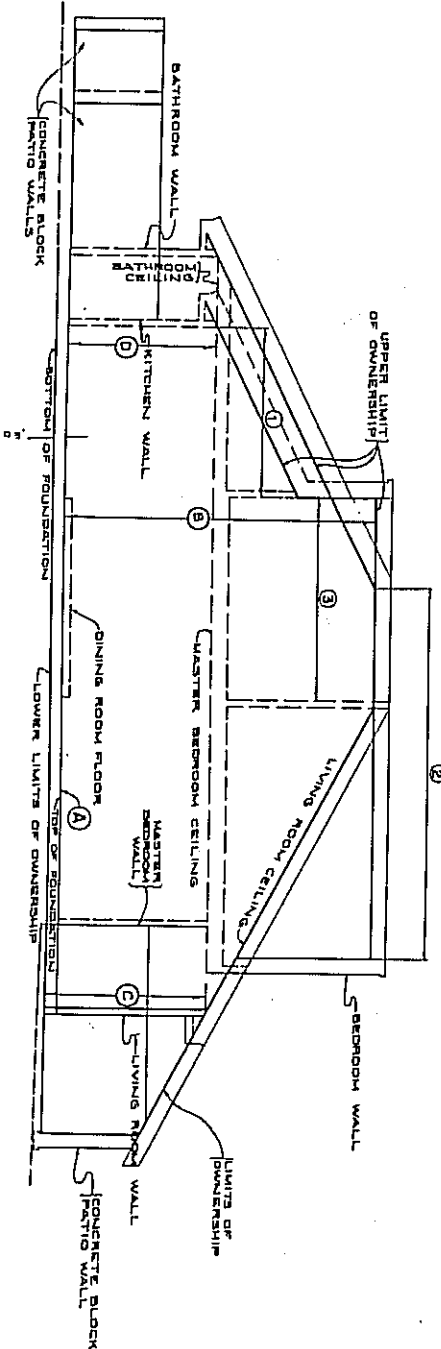 UPPER LIMIT
OF OWNERSHIP
2
BATHROOM WALL
BATHROOM
CEILING
1
3
LIVING ROOM CEILING
BEDROOM WALL
D
KITCHEN WALL
B
MASTER BEDROOM CEILING
LIMITS OF
OWNERSHIP
CONCRETE BLOCK
PATIO WALLS
BOTTOM OF FOUNDATION
DINING ROOM FLOOR
A
TOP OF FOUNDATION
LOWER LIMITS OF OWNERSHIP
MASTER
BEDROOM
WALL
C
LIVING ROOM WALL
CONCRETE BLOCK
PATIO WALL